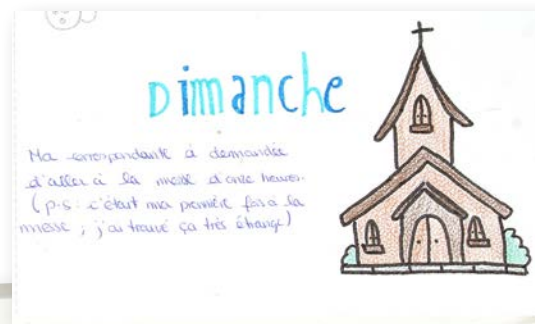 Dimanche
Ma correspondante à demandée
d'aller à la messe d'onze heures.
(p-s: c'était ma première fois à la
messe ; j'ai trouvé ça très étrange)